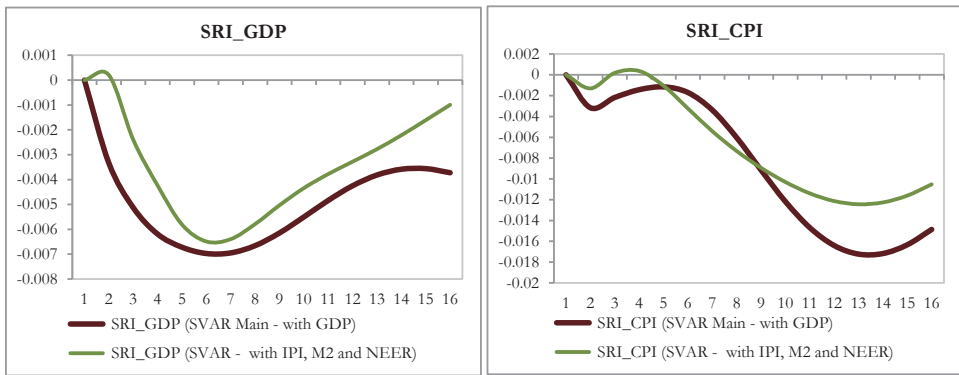 SRI_GDP
0.001
0
-0.001
-0.002
-0.003
-0.004
-0.005
-0.006
-0.007
-0.008
1 2 3 4 5 6 7 8 9 10 11 12 13 14 15 16
SRI_GDP (SVAR Main - with GDP)
SRI_GDP (SVAR - with IPI, M2 and NEER)
SRI_CPI
0.002
0
-0.002
-0.004
-0.006
-0.008
-0.01
-0.012
-0.014
-0.016
-0.018
-0.02
1 2 3 4 5 6 7 8 9 10 11 12 13 14 15 16
SRI_CPI (SVAR Main - with GDP)
SRI_CPI (SVAR - with IPI, M2 and NEER)